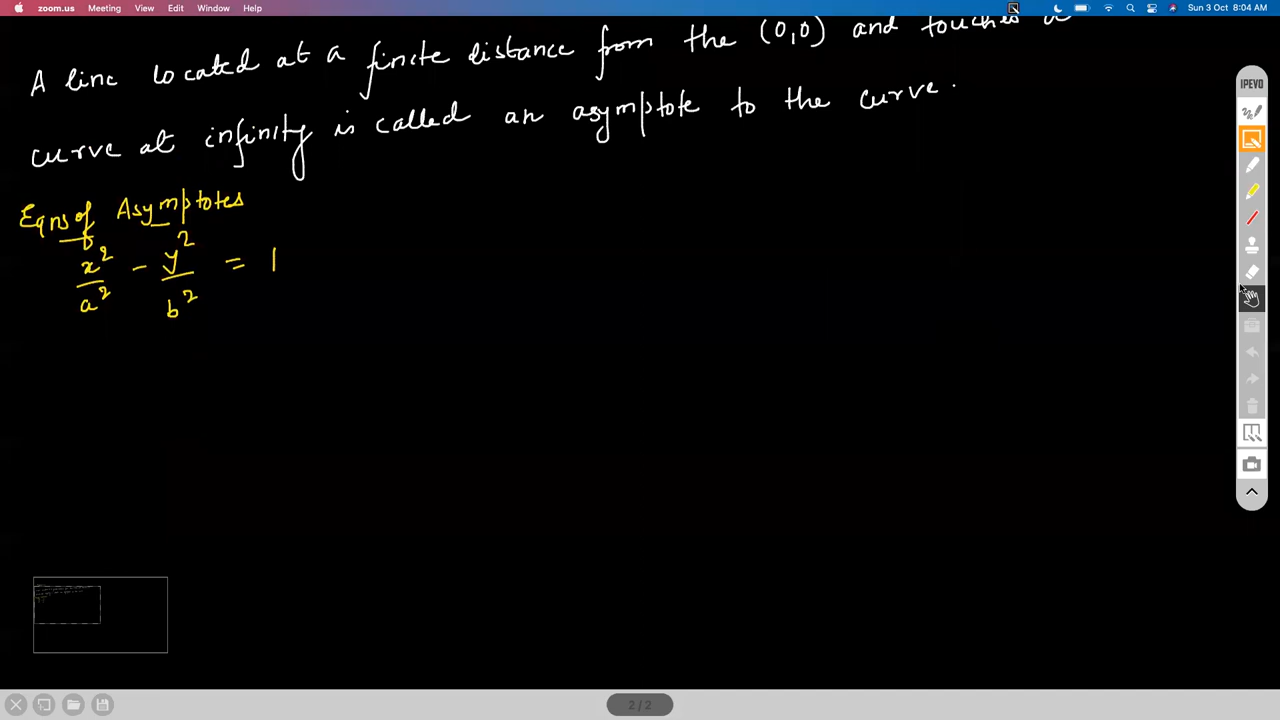 zoom.us Meeting View Edit Window Help Sun 3 Oct 8:04 AM
A line located at a finite distance from the (0,0) and touches a
curve at infinity is called an asymptote to the curve.
IPEVO
Eqns of Asymptotes
x²/a² - y²/b² = 1
2 / 2